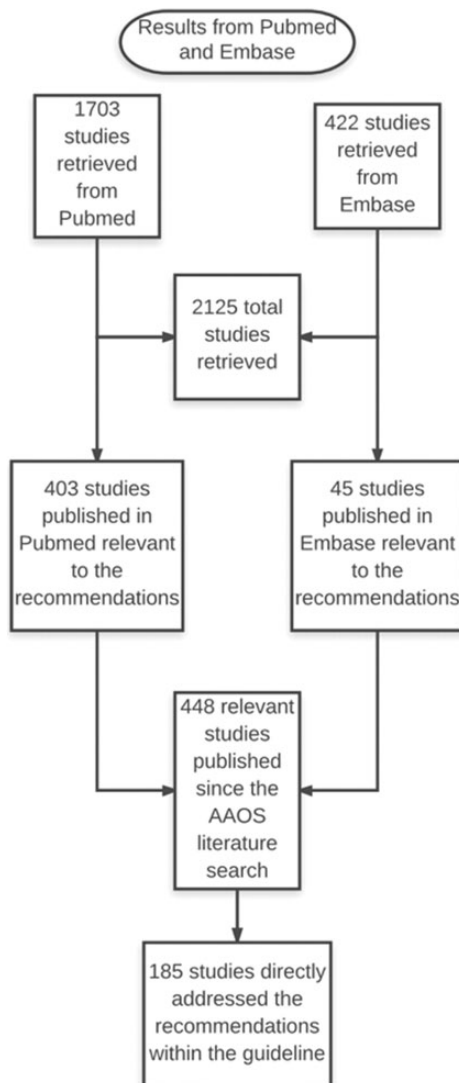 Results from Pubmed
and Embase
1703
studies
retrieved
from
Pubmed
422 studies
retrieved
from
Embase
2125 total
studies
retrieved
403 studies
published in
Pubmed relevant
to the
recommendations
45 studies
published in
Embase relevant
to the
recommendations
448 relevant
studies
published
since the
AAOS
literature
search
185 studies directly
addressed the
recommendations
within the guideline